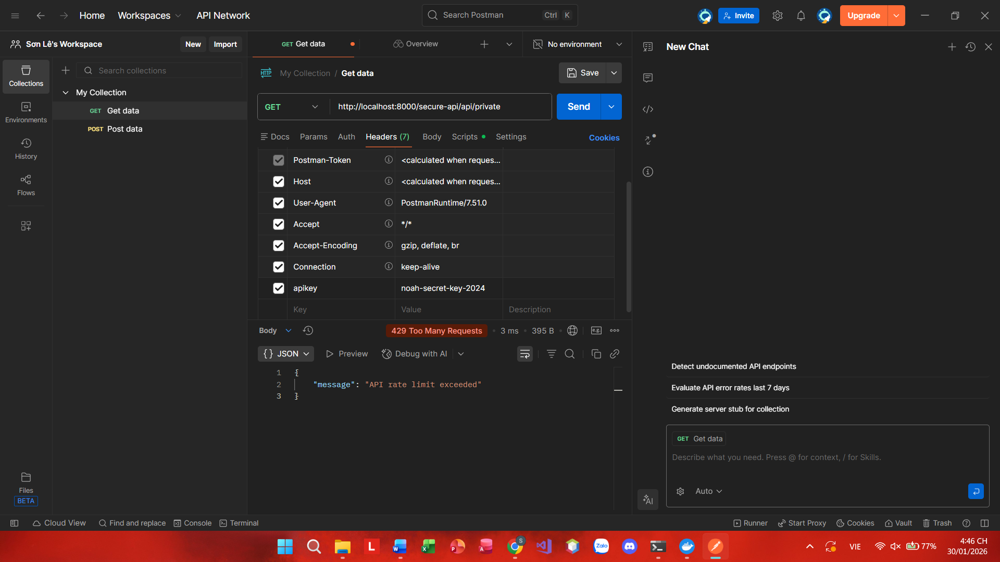 Home
Workspaces
API Network
Search Postman
Ctrl K
Invite
Upgrade
Sơn Lê's Workspace
New
Import
GET Get data
Overview
No environment
New Chat
Collections
Search collections
HTTP
My Collection / Get data
Save
My Collection
GET Get data
POST Post data
Environments
History
Flows
GET
http://localhost:8000/secure-api/api/private
Send
Docs
Params
Auth
Headers (7)
Body
Scripts
Settings
Cookies
Postman-Token <calculated when reques...
Host <calculated when reques...
User-Agent PostmanRuntime/7.51.0
Accept */*
Accept-Encoding gzip, deflate, br
Connection keep-alive
apikey noah-secret-key-2024
Key Value Description
Body
429 Too Many Requests
3 ms
395 B
e.g.
{} JSON
Preview
Debug with AI
1 {
2 "message": "API rate limit exceeded"
3 }
Detect undocumented API endpoints
Evaluate API error rates last 7 days
Generate server stub for collection
GET Get data
Describe what you need. Press @ for context, / for Skills.
Auto
AI
Files
BETA
Cloud View
Find and replace
Console
Terminal
Runner
Start Proxy
Cookies
Vault
Trash
L
W
X
P
A
S
Zalo
VIE
77%
4:46 CH
30/01/2026